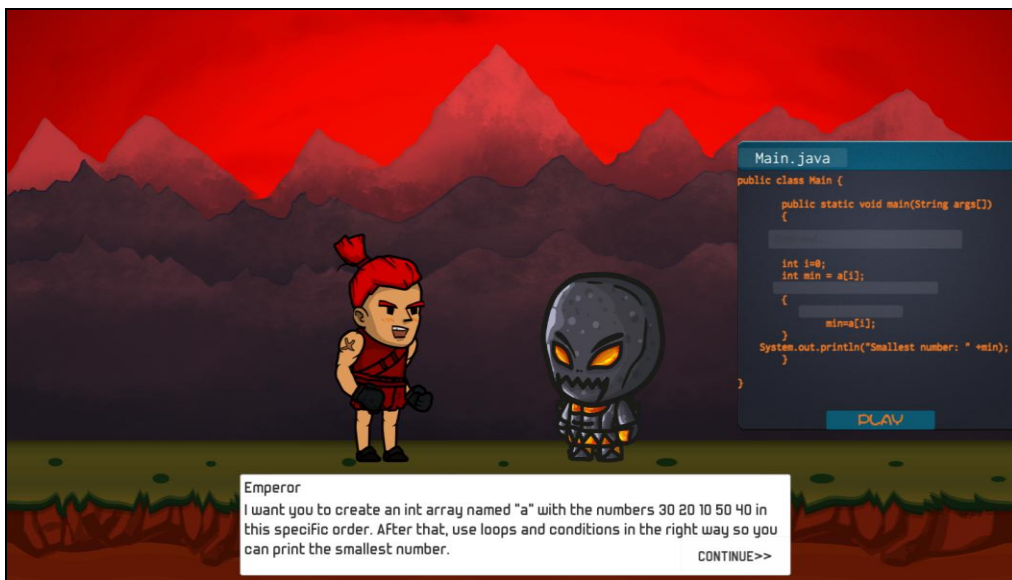 Main.java
public class Main {
public static void main(String args[])
{
int i=0;
int min = a[i];
{
min=a[i];
}
System.out.println("Smallest number: " +min);
}
}
PLAY
Emperor
I want you to create an int array named "a" with the numbers 30 20 10 50 40 in
this specific order. After that, use loops and conditions in the right way so you
can print the smallest number.
CONTINUE>>